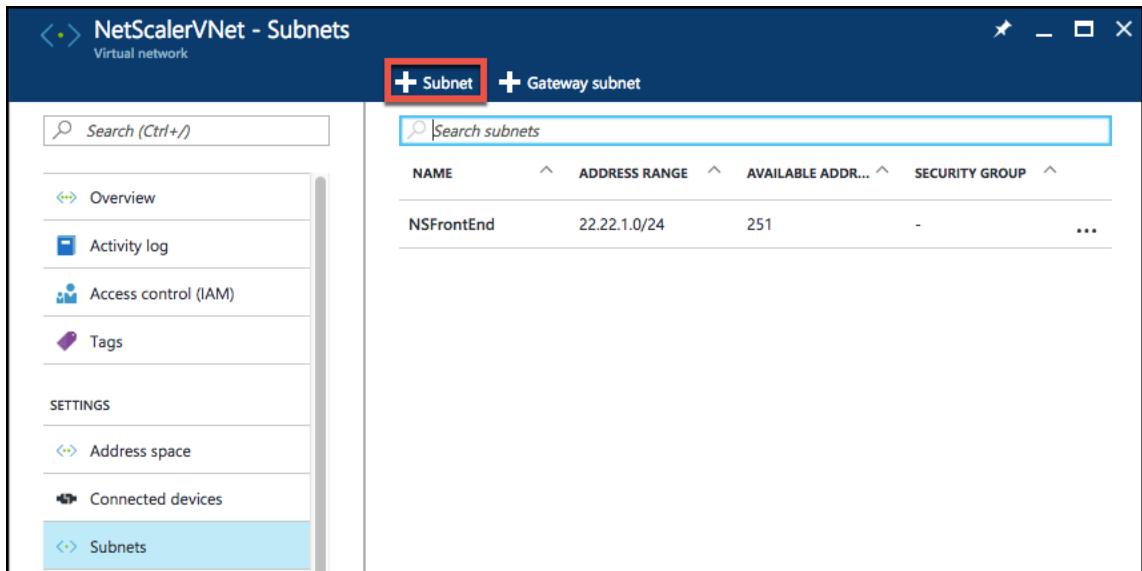 NetScalerVNet - Subnets
Virtual network
Subnet
Gateway subnet
Search (Ctrl+/)
Overview
Activity log
Access control (IAM)
Tags
SETTINGS
Address space
Connected devices
Subnets
Search subnets
NAME ADDRESS RANGE AVAILABLE ADDR... SECURITY GROUP
NSFrontEnd 22.22.1.0/24 251 - ...